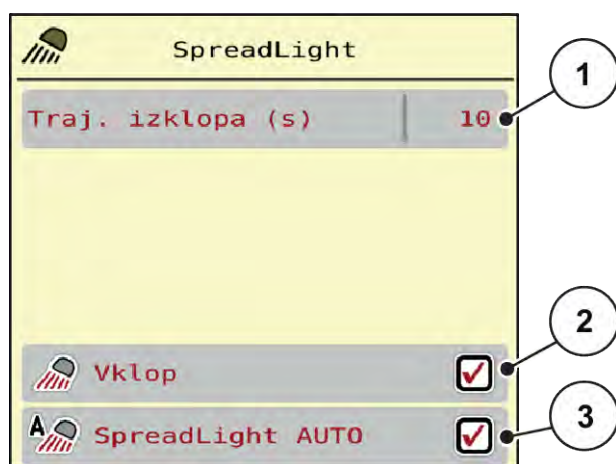 SpreadLight
Traj. izklopa (s) 10
1
Vklop
2
A SpreadLight AUTO
3